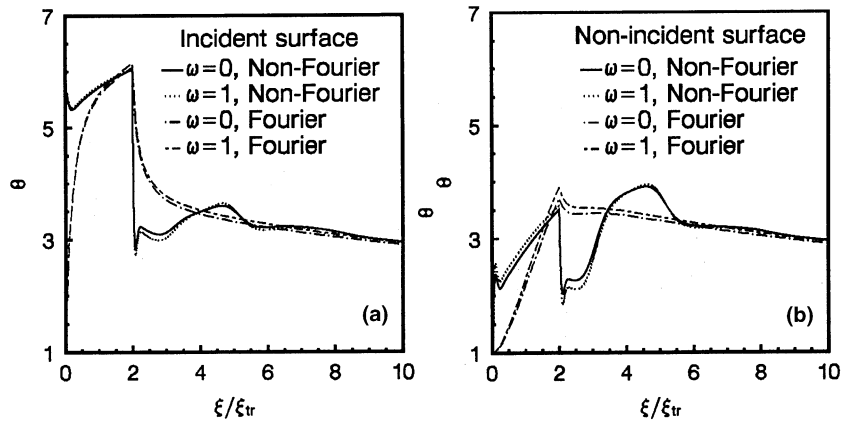 7
5
3
1
θ
Incident surface
ω=0, Non-Fourier
ω=1, Non-Fourier
ω=0, Fourier
ω=1, Fourier
(a)
0 2 4 6 8 10
ξ/ξtr
7
5
3
1
θ
θ
Non-incident surface
ω=0, Non-Fourier
ω=1, Non-Fourier
ω=0, Fourier
ω=1, Fourier
(b)
0 2 4 6 8 10
ξ/ξtr